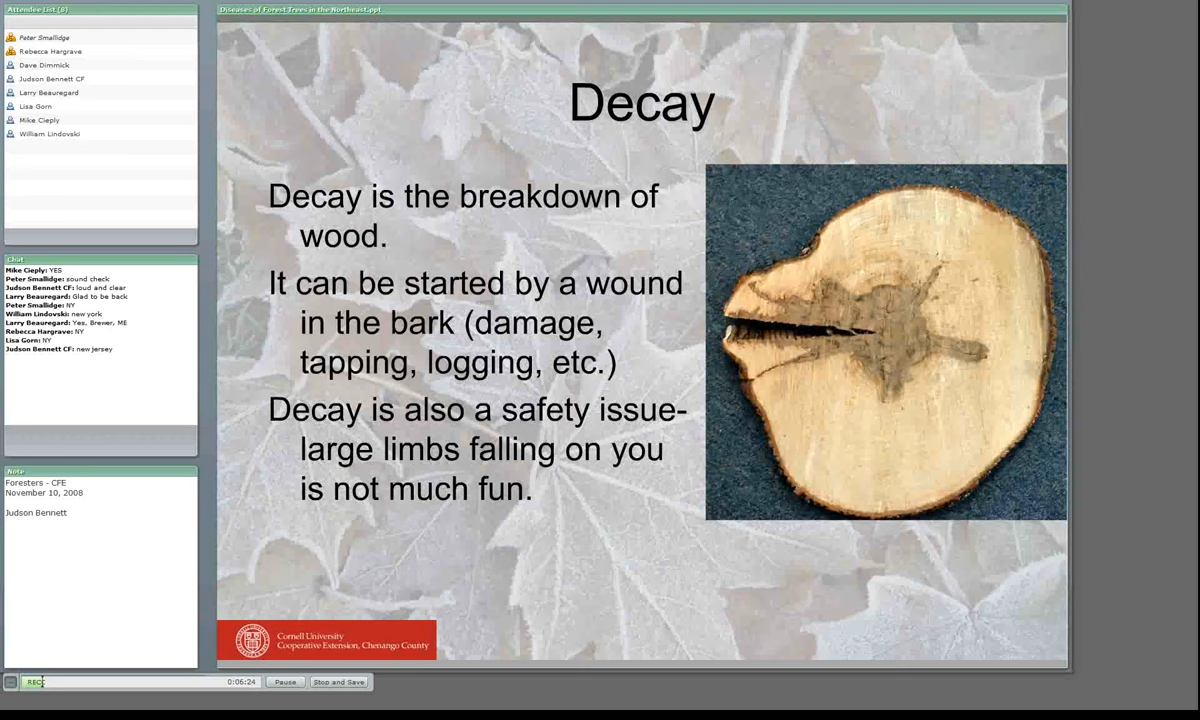 Attendee List (8)
Peter Smallidge
Rebecca Hargrave
Dave Dimmick
Judson Bennett CF
Larry Beauregard
Lisa Gorn
Mike Cieply
William Lindovski
Chat
Mike Cieply: YES
Peter Smallidge: sound check
Judson Bennett CF: loud and clear
Larry Beauregard: Glad to be back
Peter Smallidge: NY
William Lindovski: new york
Larry Beauregard: Yes, Brewer, ME
Rebecca Hargrave: NY
Lisa Gorn: NY
Judson Bennett CF: new jersey
Note
Foresters - CFE
November 10, 2008
Judson Bennett
Diseases of Forest Trees in the Northeast.ppt
Decay
Decay is the breakdown of
wood.
It can be started by a wound
in the bark (damage,
tapping, logging, etc.)
Decay is also a safety issue-
large limbs falling on you
is not much fun.
Cornell University
Cooperative Extension, Chenango County
REC
0:06:24
Pause
Stop and Save